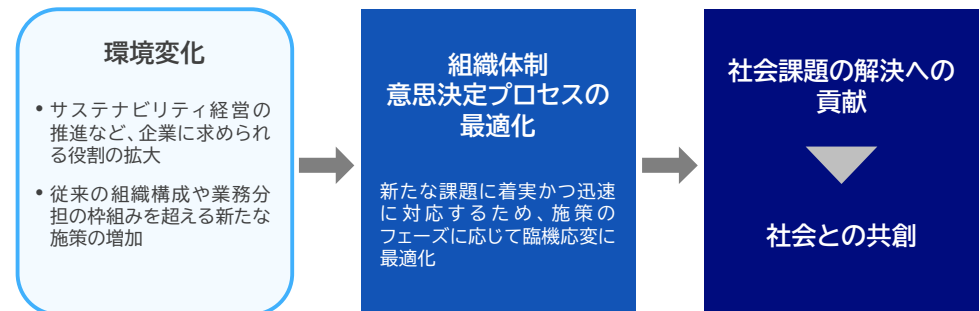 環境変化
• サステナビリティ経営の
推進など、企業に求められ
る役割の拡大
• 従来の組織構成や業務分
担の枠組みを超える新たな
施策の増加
組織体制
意思決定プロセスの
最適化
新たな課題に着実かつ迅速
に対応するため、施策の
フェーズに応じて臨機応変に
最適化
社会課題の解決への
貢献
社会との共創